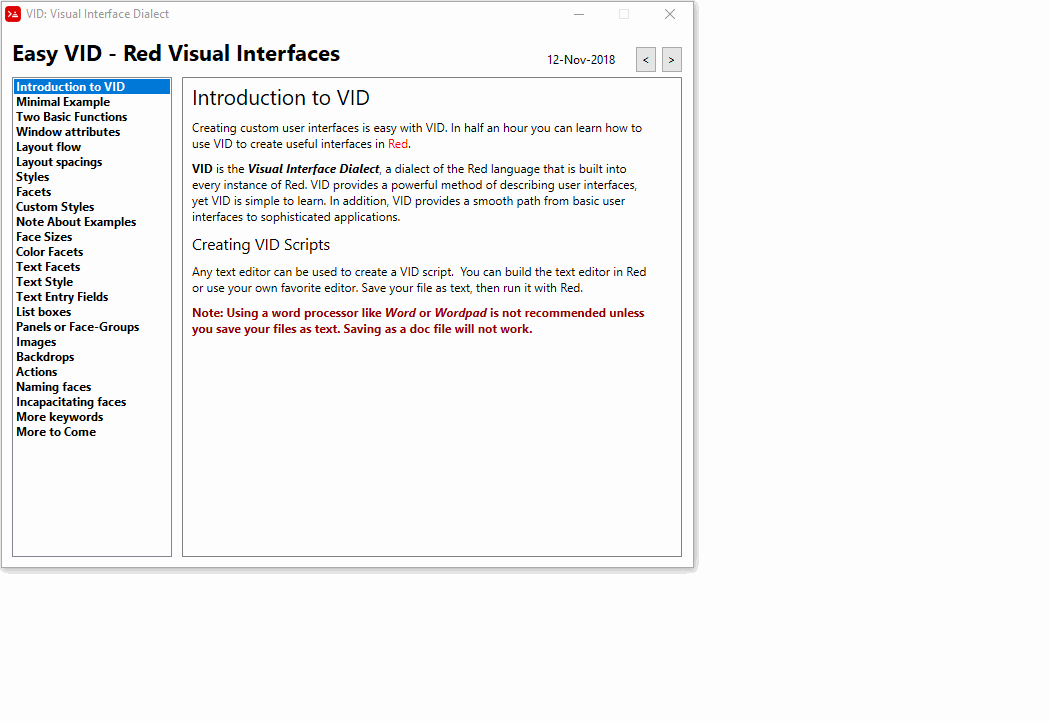 VID: Visual Interface Dialect
Easy VID - Red Visual Interfaces
12-Nov-2018
<
>
Introduction to VID
Minimal Example
Two Basic Functions
Window attributes
Layout flow
Layout spacings
Styles
Facets
Custom Styles
Note About Examples
Face Sizes
Color Facets
Text Facets
Text Style
Text Entry Fields
List boxes
Panels or Face-Groups
Images
Backdrops
Actions
Naming faces
Incapacitating faces
More keywords
More to Come
Introduction to VID
Creating custom user interfaces is easy with VID. In half an hour you can learn how to
use VID to create useful interfaces in Red.
VID is the Visual Interface Dialect, a dialect of the Red language that is built into
every instance of Red. VID provides a powerful method of describing user interfaces,
yet VID is simple to learn. In addition, VID provides a smooth path from basic user
interfaces to sophisticated applications.
Creating VID Scripts
Any text editor can be used to create a VID script.  You can build the text editor in Red
or use your own favorite editor. Save your file as text, then run it with Red.
Note: Using a word processor like Word or Wordpad is not recommended unless
you save your files as text. Saving as a doc file will not work.